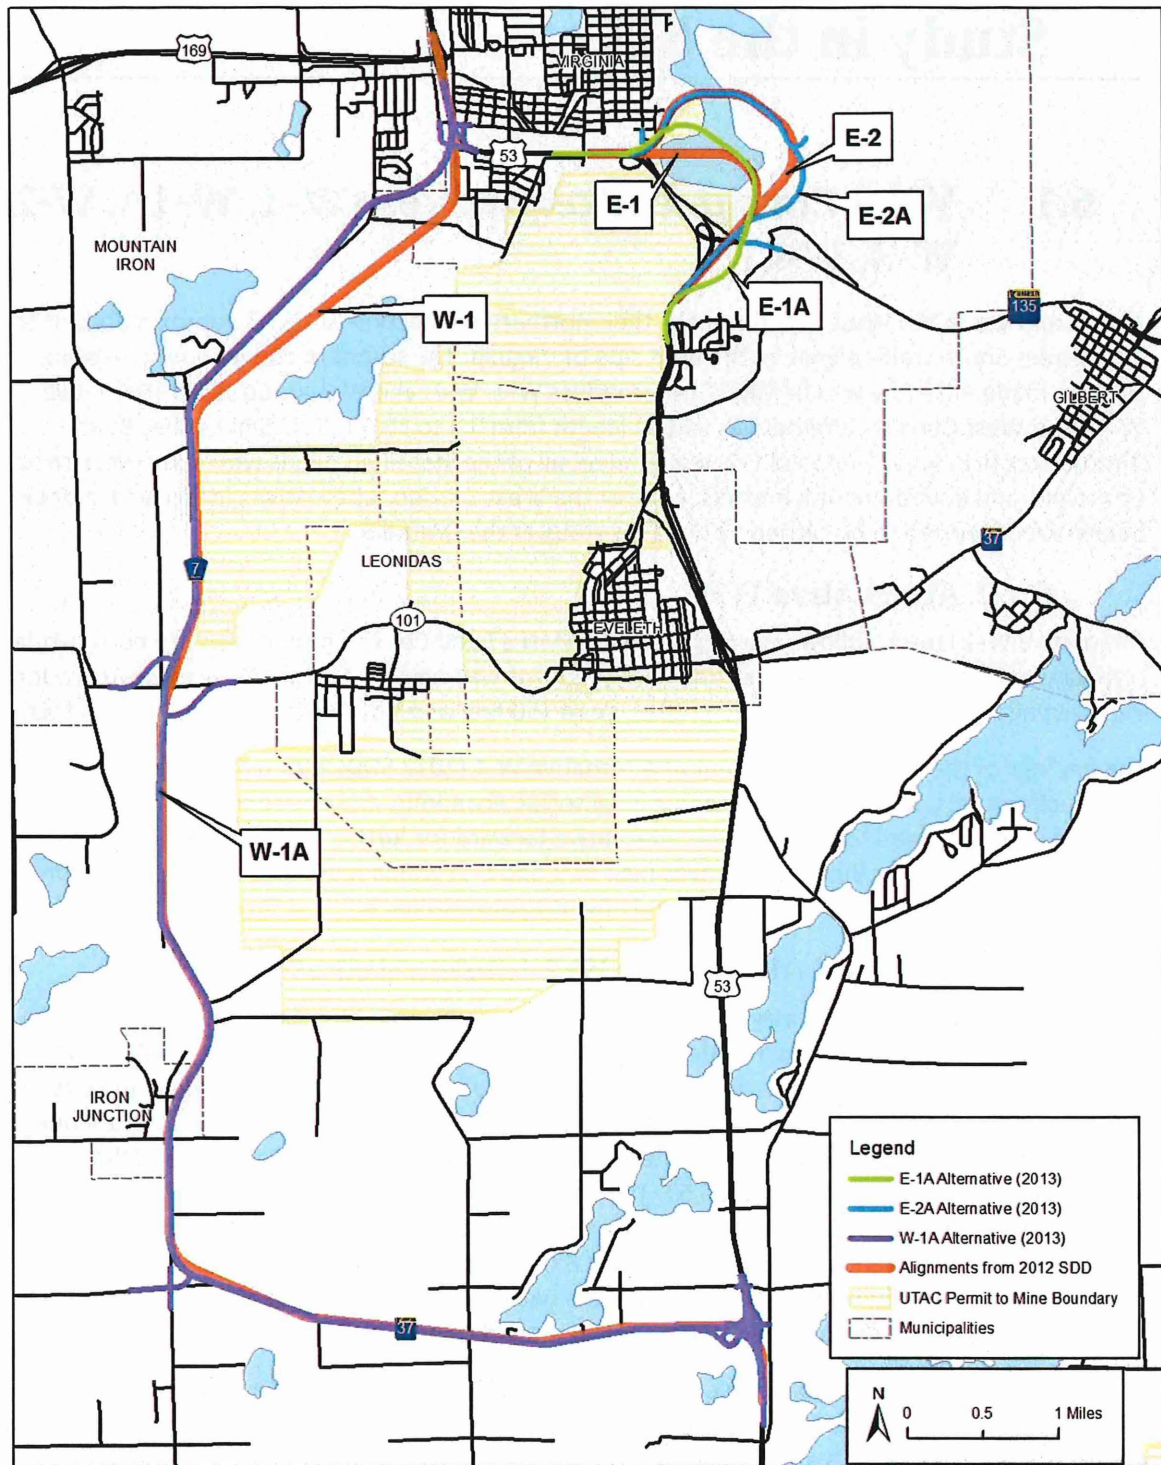 169
VIRGINIA
53
E-2
E-1
E-2A
MOUNTAIN
IRON
E-1A
W-1
135
GILBERT
37
7
LEONIDAS
101
EVELETH
W-1A
53
IRON
JUNCTION
37
Legend
E-1A Alternative (2013)
E-2A Alternative (2013)
W-1A Alternative (2013)
Alignments from 2012 SDD
UTAC Permit to Mine Boundary
Municipalities
N
0 0.5 1 Miles